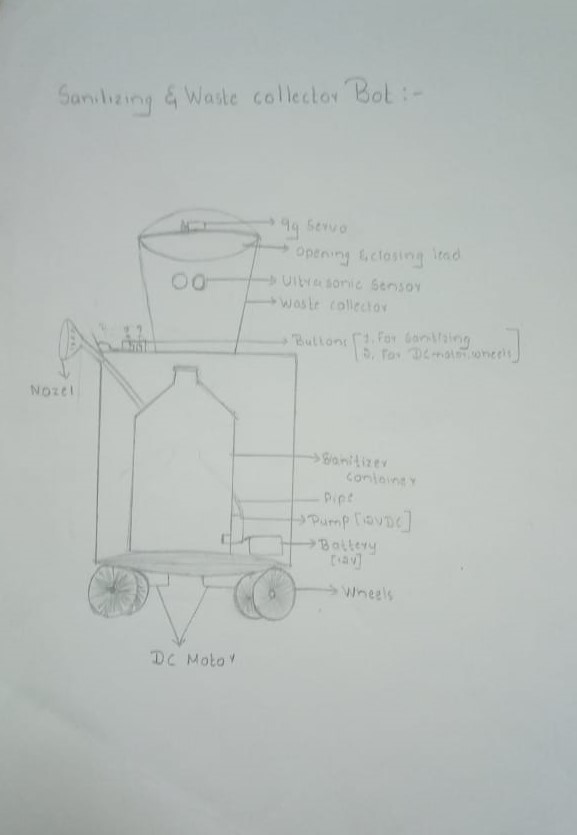 Sanitizing & Waste collector Bot :-
9g Servo
Opening & closing lead
Ultrasonic Sensor
Waste collector
Buttons [1. For Sanitizing
2. For DC motor, wheels]
Nozel
Sanitizer
container
Pipe
Pump [12V DC]
Battery
[12V]
Wheels
DC Motor